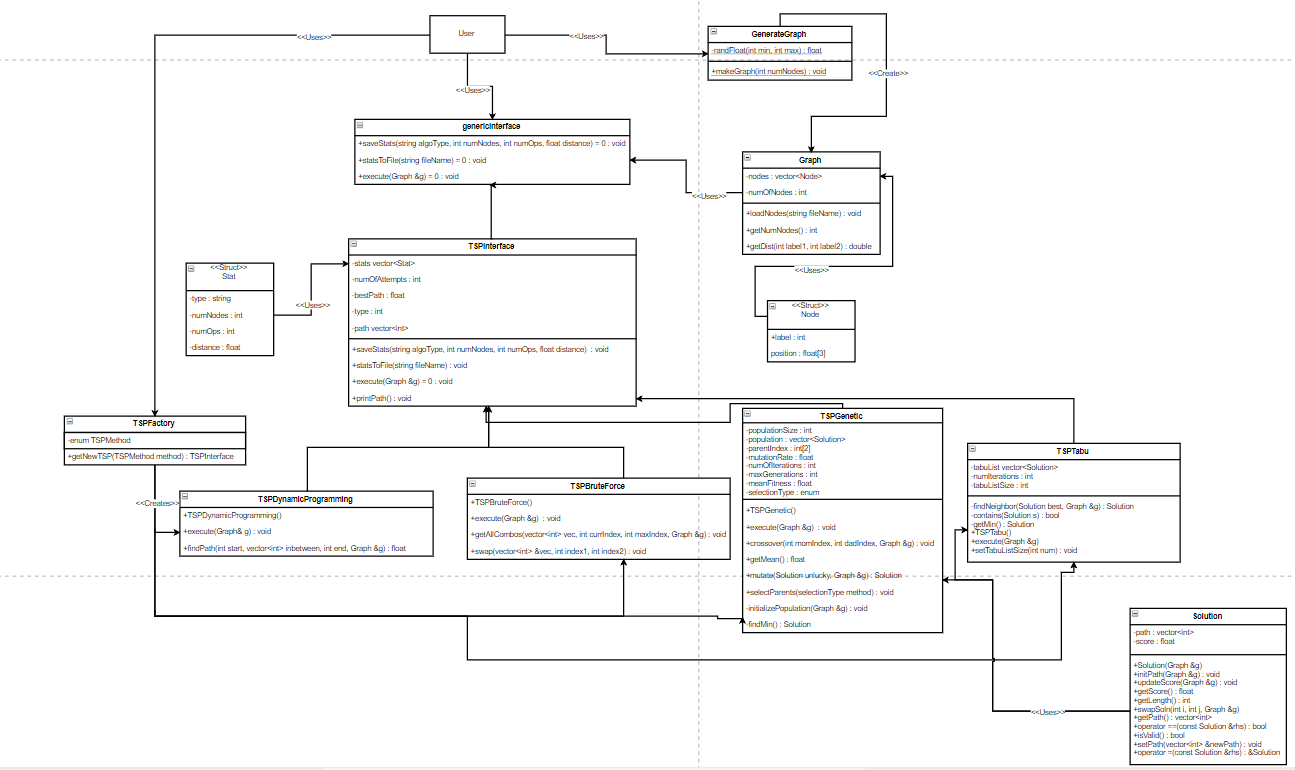 User
<<Uses>>
<<Uses>>
<<Uses>>
GenerateGraph
-randFloat(int min, int max) : float
+makeGraph(int numNodes) : void
<<Create>>
genericInterface
+saveStats(string algoType, int numNodes, int numOps, float distance) = 0 : void
+statsToFile(string fileName) = 0 : void
+execute(Graph &g) = 0 : void
<<Uses>>
Graph
-nodes : vector<Node>
-numOfNodes : int
+loadNodes(string fileName) : void
+getNumNodes() : int
+getDist(int label1, int label2) : double
<<Uses>>
<<Struct>>
Node
+label : int
position : float[3]
TSPInterface
-stats vector<Stat>
-numOfAttempts : int
-bestPath : float
-type : int
-path vector<int>
+saveStats(string algoType, int numNodes, int numOps, float distance) : void
+statsToFile(string fileName) : void
+execute(Graph &g) = 0 : void
+printPath() : void
<<Struct>>
Stat
-type : string
-numNodes : int
-numOps : int
-distance : float
<<Uses>>
TSPFactory
-enum TSPMethod
+getNewTSP(TSPMethod method) : TSPInterface
<<Creates>>
TSPDynamicProgramming
+TSPDynamicProgramming()
+execute(Graph& g) : void
+findPath(int start, vector<int> inbetween, int end, Graph &g) : float
TSPBruteForce
+TSPBruteForce()
+execute(Graph &g) : void
+getAllCombos(vector<int> vec, int currIndex, int maxIndex, Graph &g) : void
+swap(vector<int> &vec, int index1, int index2) : void
TSPGenetic
-populationSize : int
-population : vector<Solution>
-parentIndex : int[2]
-mutationRate : float
-numOfIterations : int
-maxGenerations : int
-meanFitness : float
-selectionType : enum
+TSPGenetic()
+execute(Graph &g) : void
+crossover(int momIndex, int dadIndex, Graph &g) : void
+getMean() : float
+mutate(Solution unlucky, Graph &g) : Solution
+selectParents(selectionType method) : void
-initializePopulation(Graph &g) : void
-findMin() : Solution
TSPTabu
-tabuList vector<Solution>
-numIterations : int
-tabuListSize : int
-findNeighbor(Solution best, Graph &g) : Solution
-contains(Solution s) : bool
-getMin() : Solution
+TSPTabu()
+execute(Graph &g)
+setTabuListSize(int num) : void
Solution
-path : vector<int>
-score : float
+Solution(Graph &g)
+initPath(Graph &g) : void
+updateScore(Graph &g) : void
+getScore() : float
+getLength() : int
+swapSoln(int i, int j, Graph &g)
+getPath() : vector<int>
+operator ==(const Solution &rhs) : bool
+isValid() : bool
+setPath(vector<int> &newPath) : void
+operator =(const Solution &rhs) : &Solution
<<Uses>>